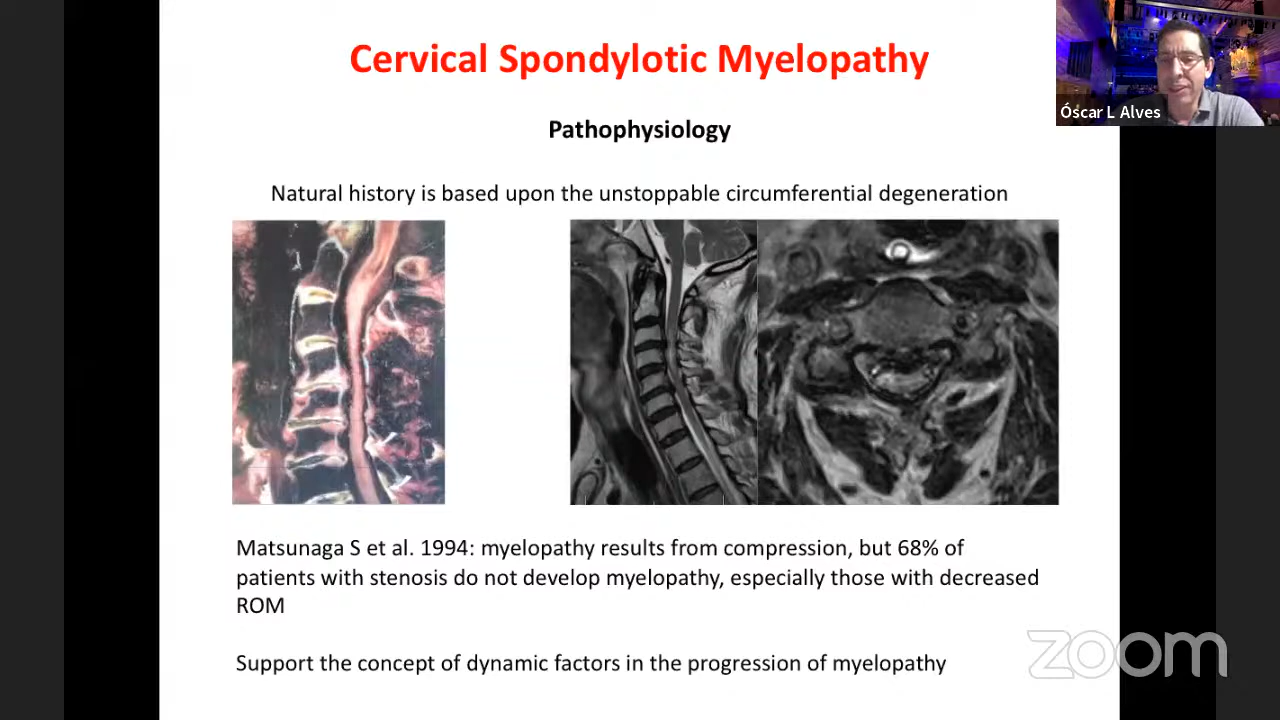 Cervical Spondylotic Myelopathy
Óscar L Alves
Pathophysiology
Natural history is based upon the unstoppable circumferential degeneration
Matsunaga S et al. 1994: myelopathy results from compression, but 68% of
patients with stenosis do not develop myelopathy, especially those with decreased
ROM
Support the concept of dynamic factors in the progression of myelopathy
zoom